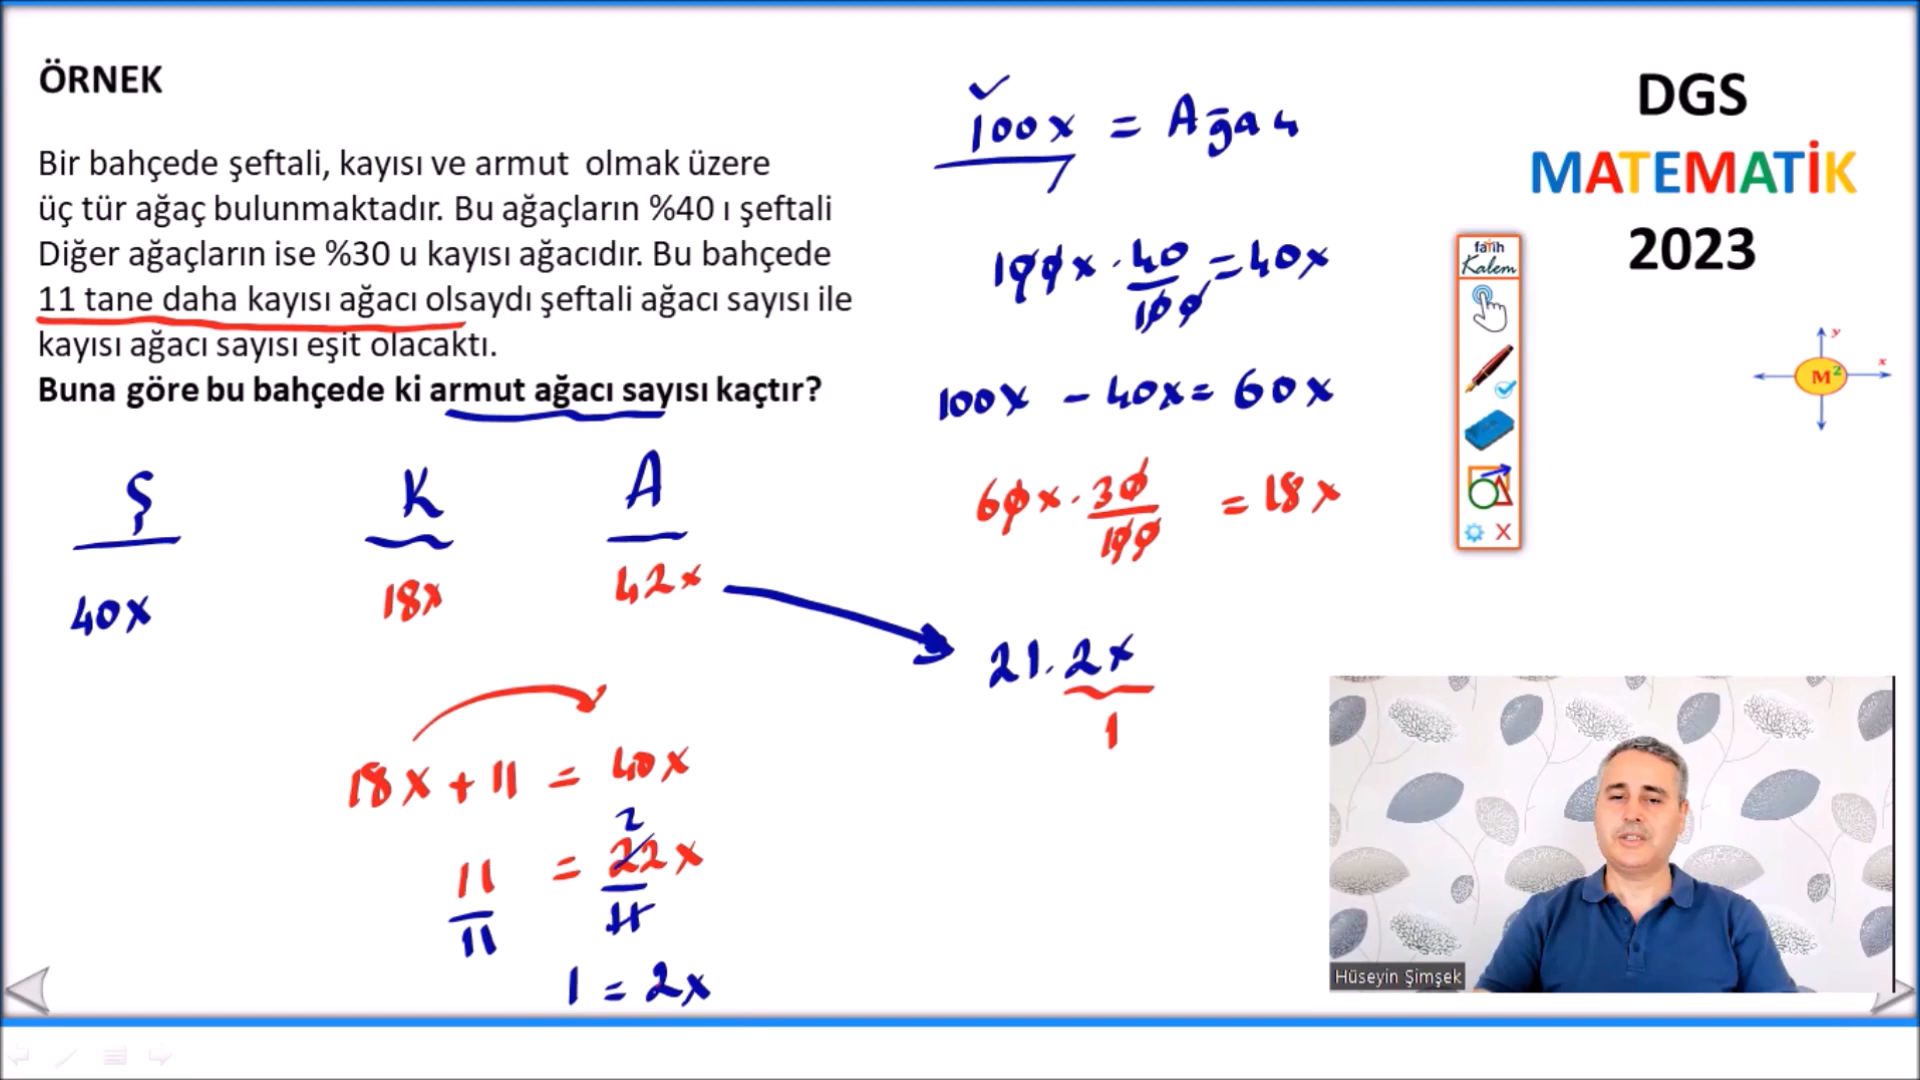 ÖRNEK
Bir bahçede şeftali, kayısı ve armut olmak üzere
üç tür ağaç bulunmaktadır. Bu ağaçların %40 ı şeftali
Diğer ağaçların ise %30 u kayısı ağacıdır. Bu bahçede
11 tane daha kayısı ağacı olsaydı şeftali ağacı sayısı ile
kayısı ağacı sayısı eşit olacaktı.
Buna göre bu bahçede ki armut ağacı sayısı kaçtır?
Ş K A
40x 18x 42x
18x + 11 = 40x
2
11 = 22x
11 11
1 = 2x
100x = Ağaç
100x · 40 = 40x
100
100x - 40x = 60x
60x · 30 = 18x
100
21. 2x
1
DGS
MATEMATİK
2023
fatih
Kalem
y
x
M²
Hüseyin Şimşek